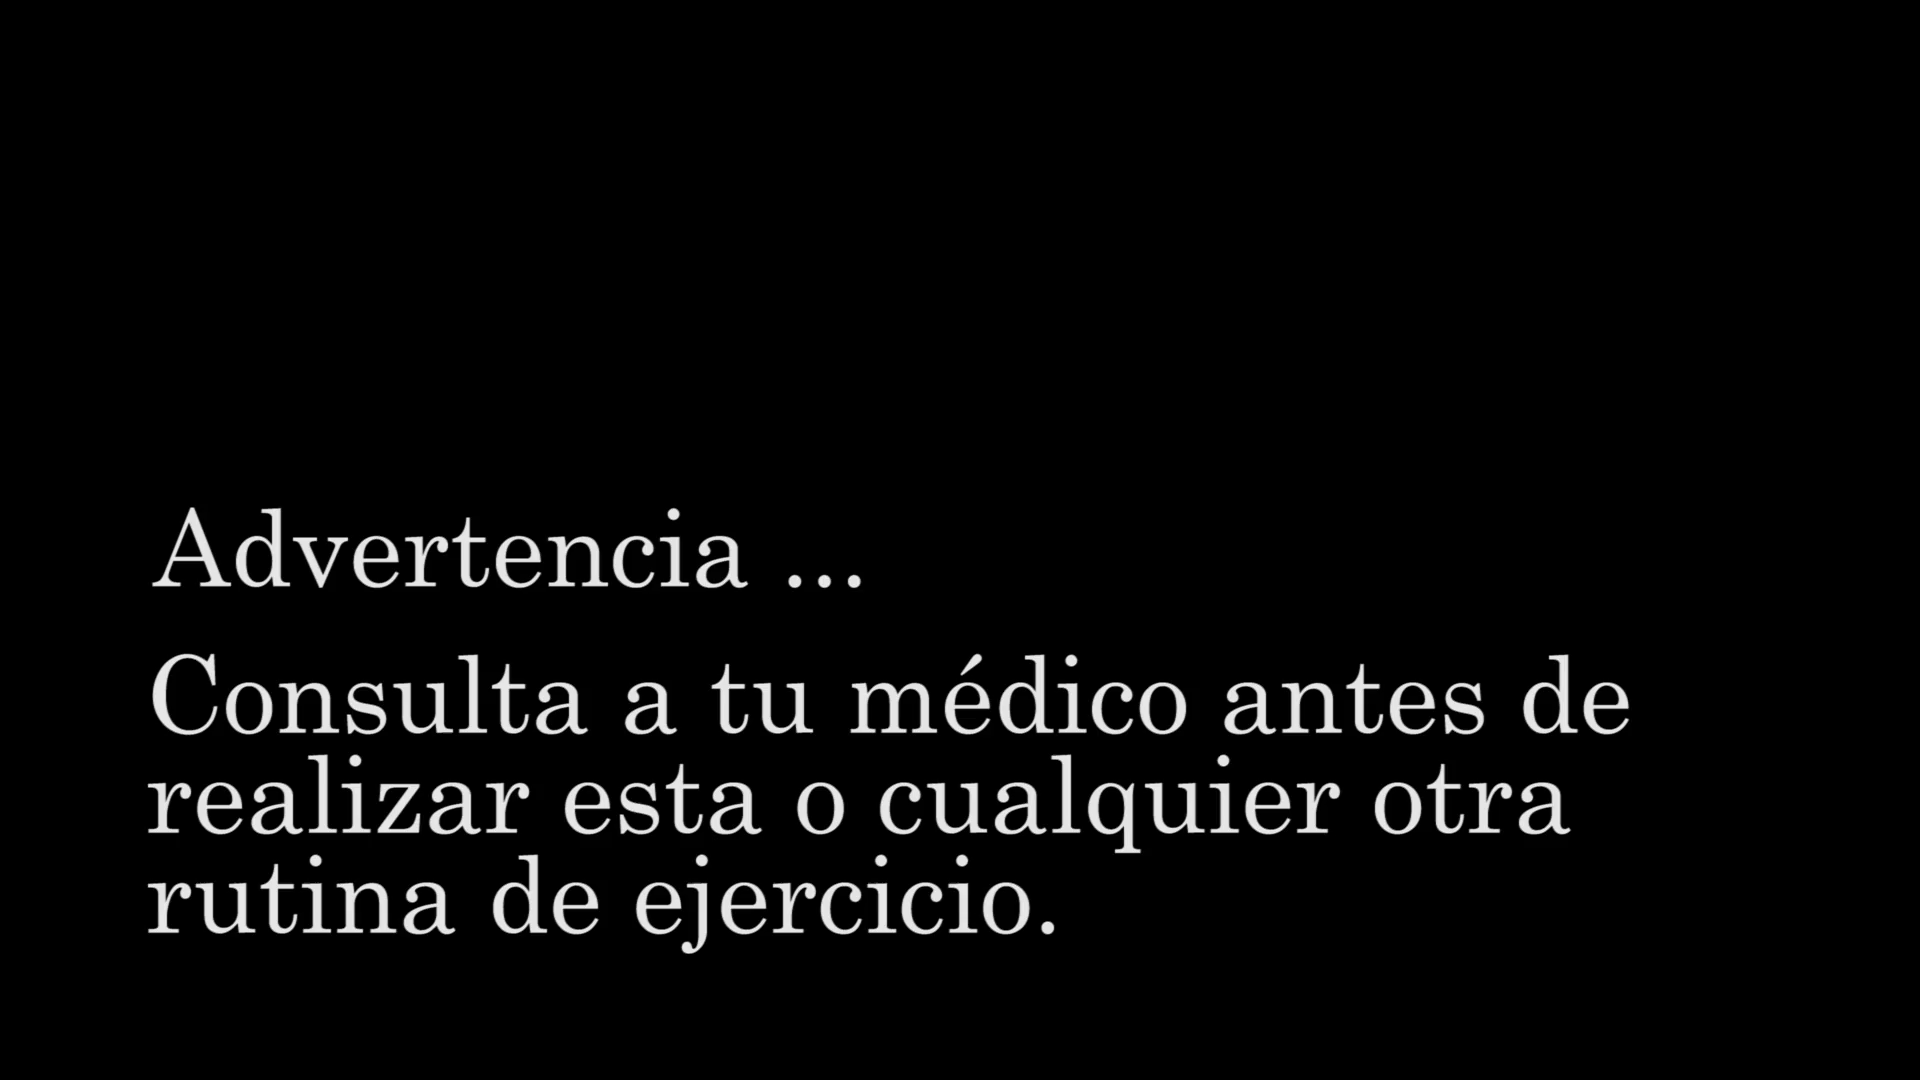 Advertencia ...
Consulta a tu médico antes de
realizar esta o cualquier otra
rutina de ejercicio.